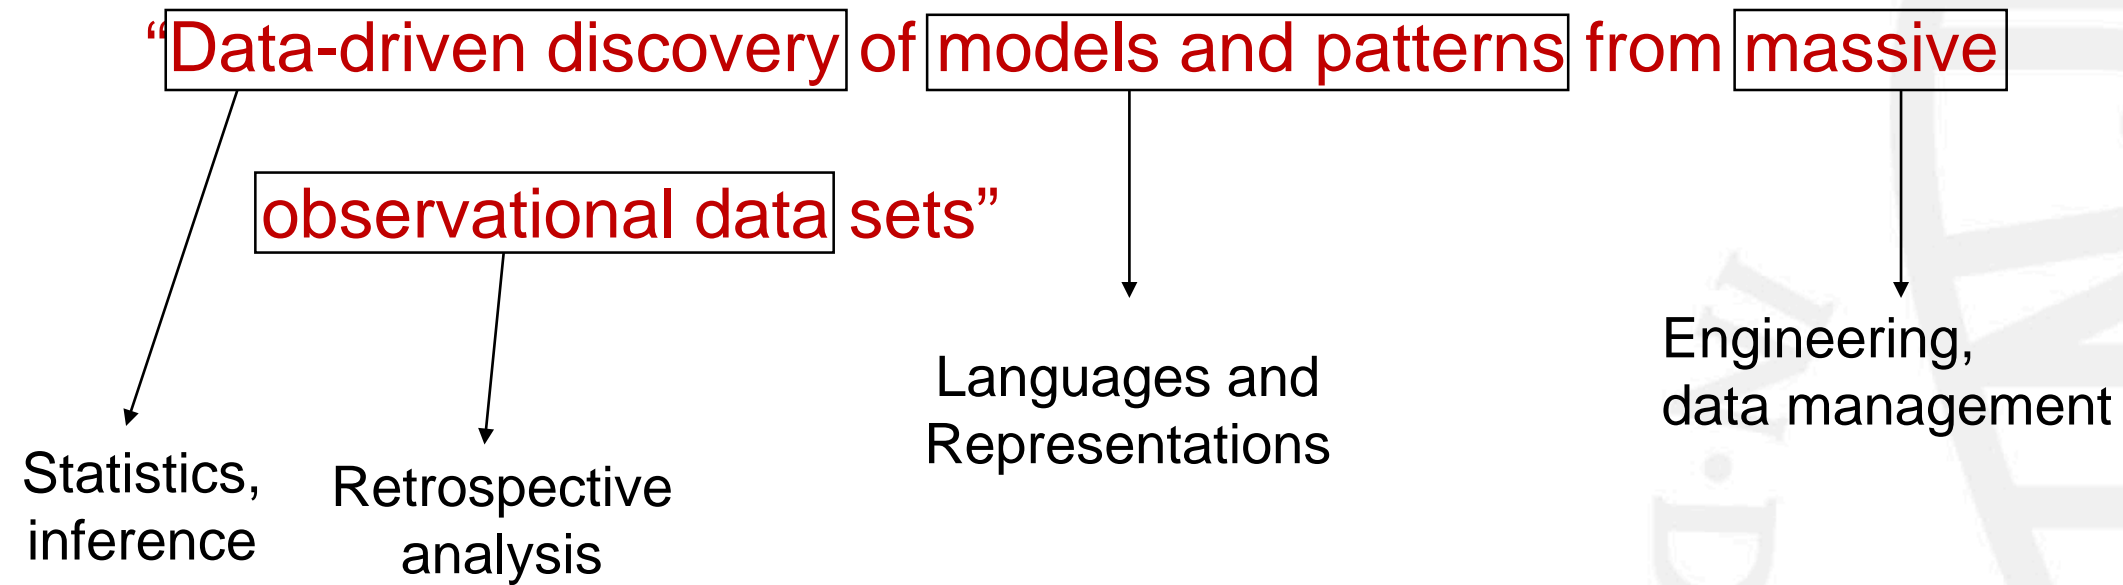 “Data-driven discovery of models and patterns from massive
observational data sets”
Statistics,
inference
Retrospective
analysis
Languages and
Representations
Engineering,
data management